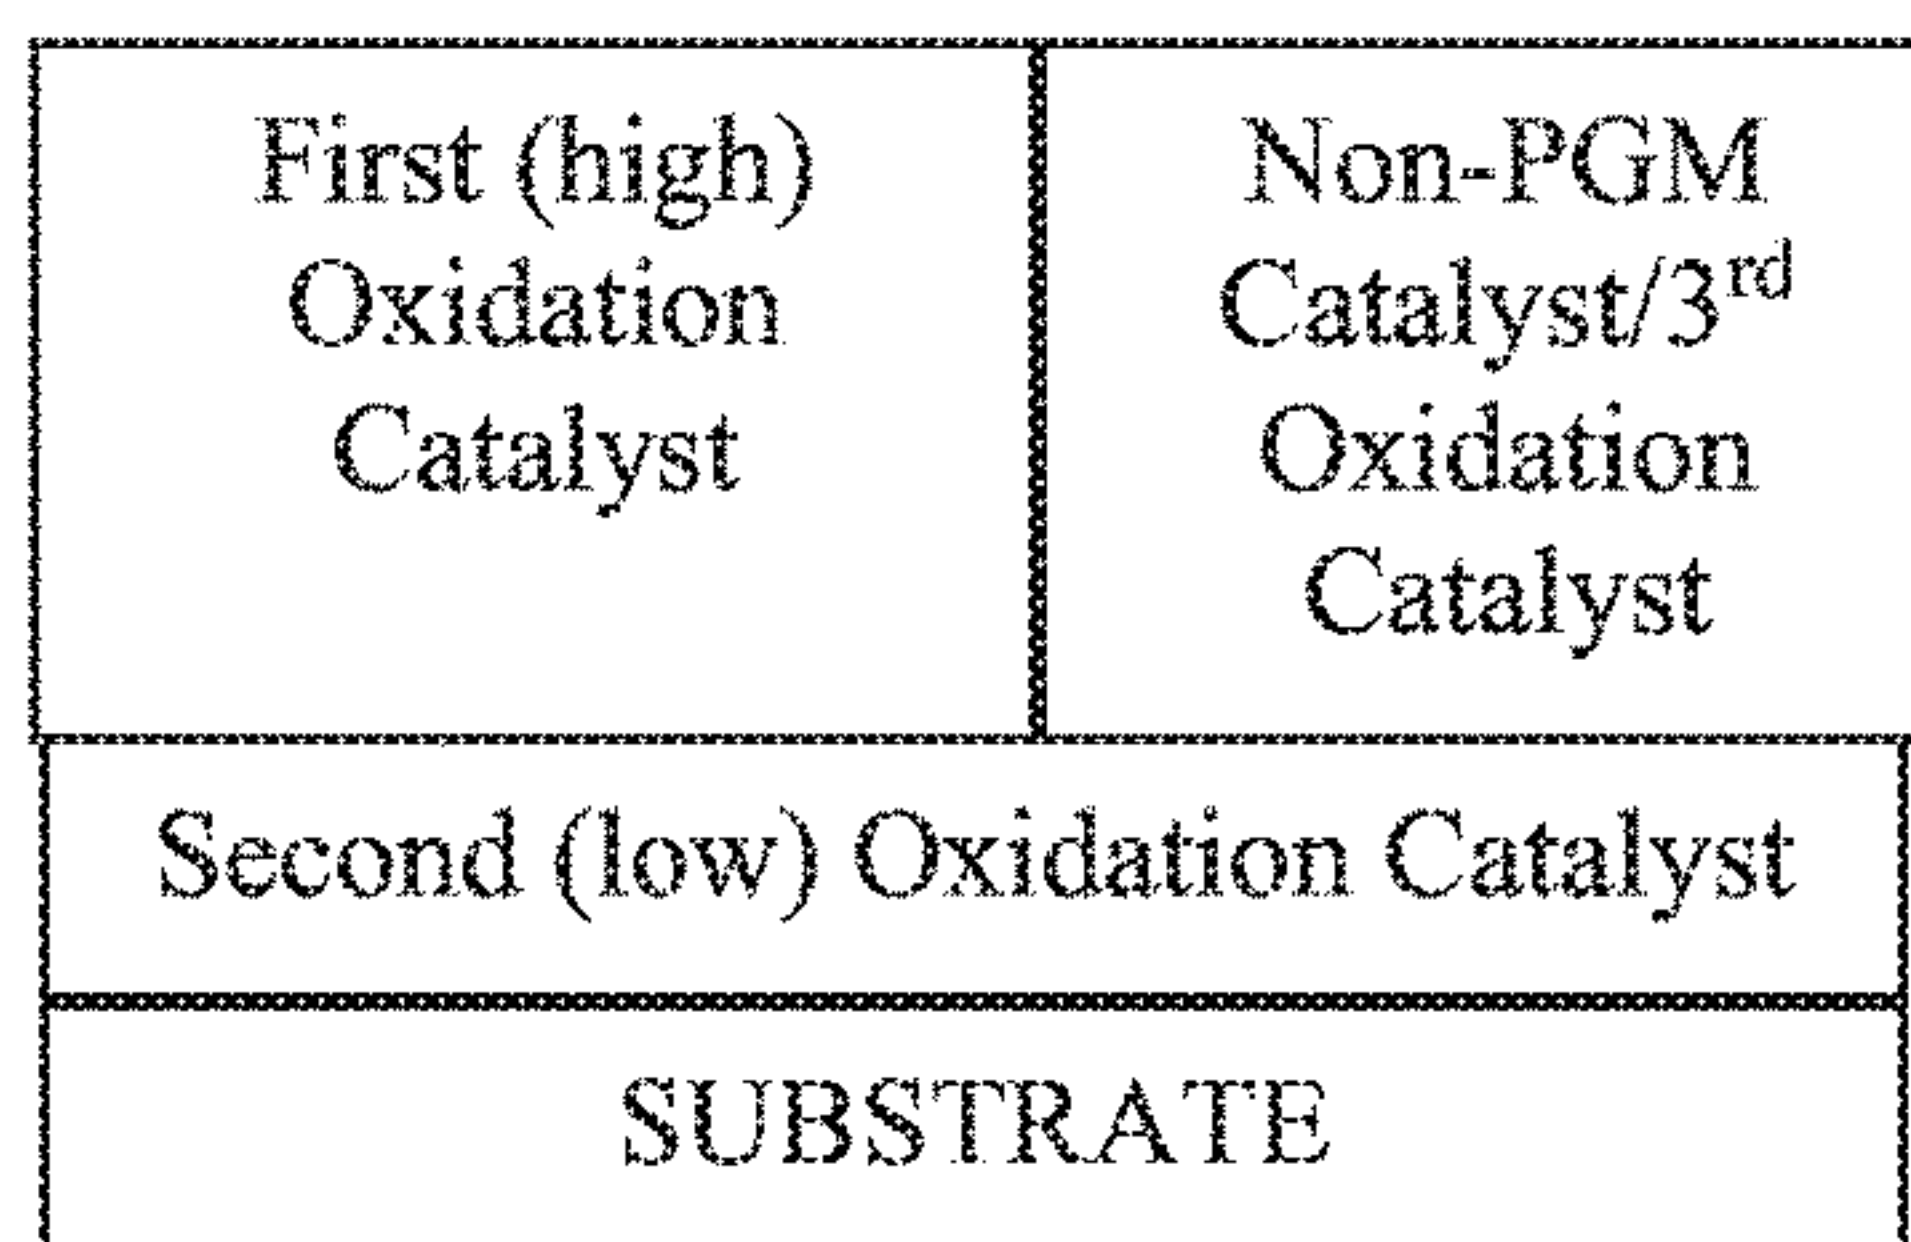 First (high)
Oxidation
Catalyst
Non-PGM
Catalyst/3rd
Oxidation
Catalyst
Second (low) Oxidation Catalyst
SUBSTRATE